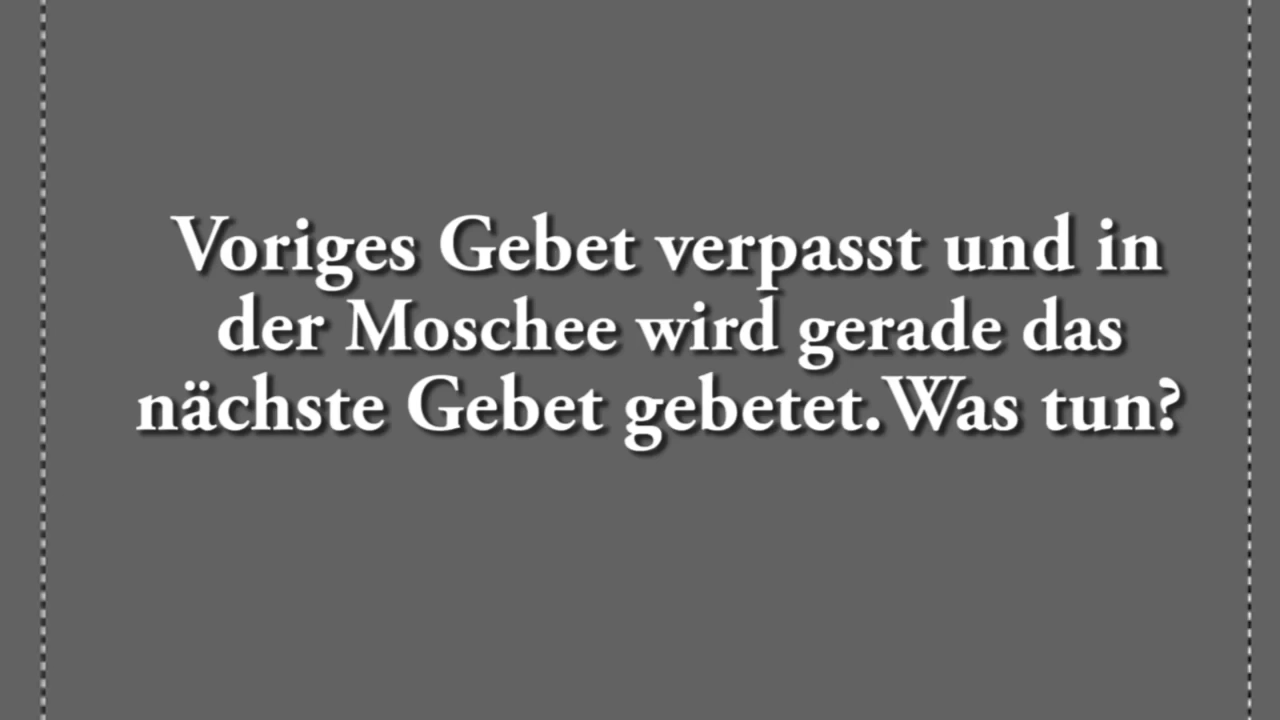 Voriges Gebet verpasst und in
der Moschee wird gerade das
nächste Gebet gebetet. Was tun?